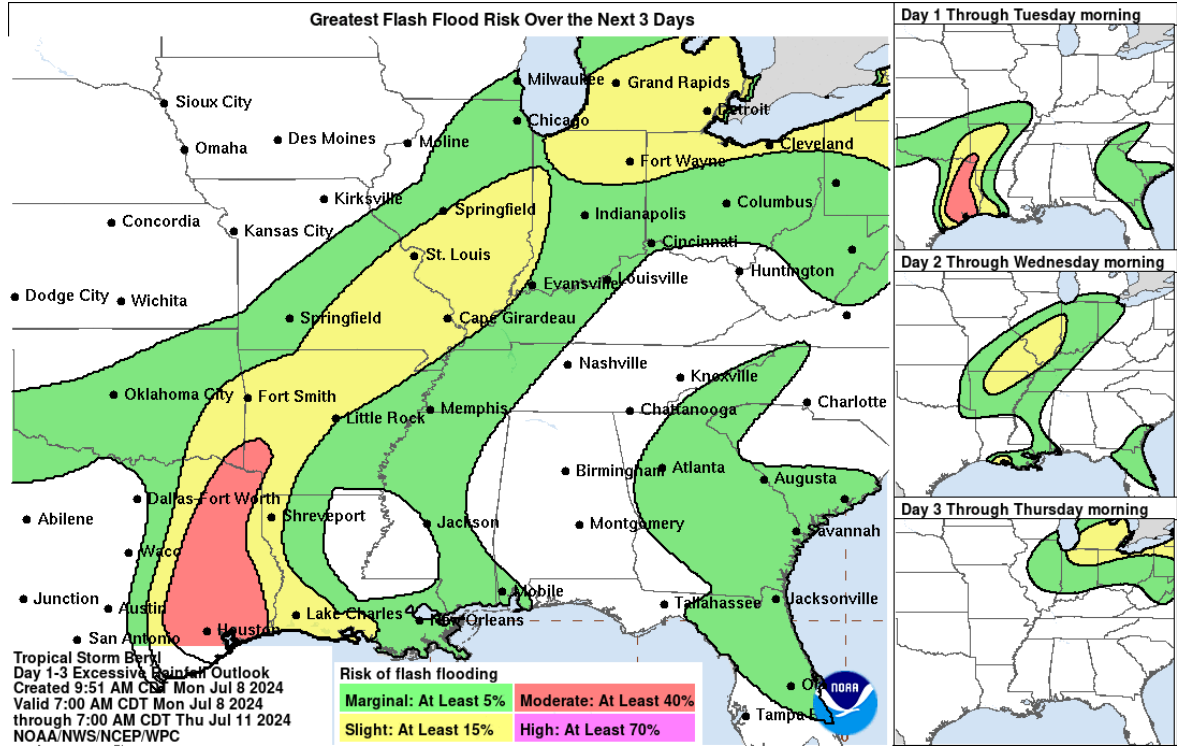 Greatest Flash Flood Risk Over the Next 3 Days
Milwaukee
Grand Rapids
Sioux City
Detroit
Chicago
Des Moines
Moline
Cleveland
Omaha
Fort Wayne
Kirksville
Springfield
Indianapolis
Columbus
Concordia
Kansas City
Cincinnati
St. Louis
Huntington
Louisville
Evansville
Dodge City
Wichita
Springfield
Cape Girardeau
Nashville
Knoxville
Oklahoma City
Fort Smith
Charlotte
Memphis
Chattanooga
Little Rock
Atlanta
Birmingham
Augusta
Dallas-Fort Worth
Abilene
Shreveport
Jackson
Montgomery
Savannah
Waco
Mobile
Junction
Austin
Tallahassee
Jacksonville
Lake Charles
New Orleans
Houston
San Antonio
Tampa
Tropical Storm Beryl
Day 1-3 Excessive Rainfall Outlook
Created 9:51 AM CDT Mon Jul 8 2024
Valid 7:00 AM CDT Mon Jul 8 2024
through 7:00 AM CDT Thu Jul 11 2024
NOAA/NWS/NCEP/WPC
Risk of flash flooding
Marginal: At Least 5%
Moderate: At Least 40%
Slight: At Least 15%
High: At Least 70%
NOAA
Day 1 Through Tuesday morning
Day 2 Through Wednesday morning
Day 3 Through Thursday morning